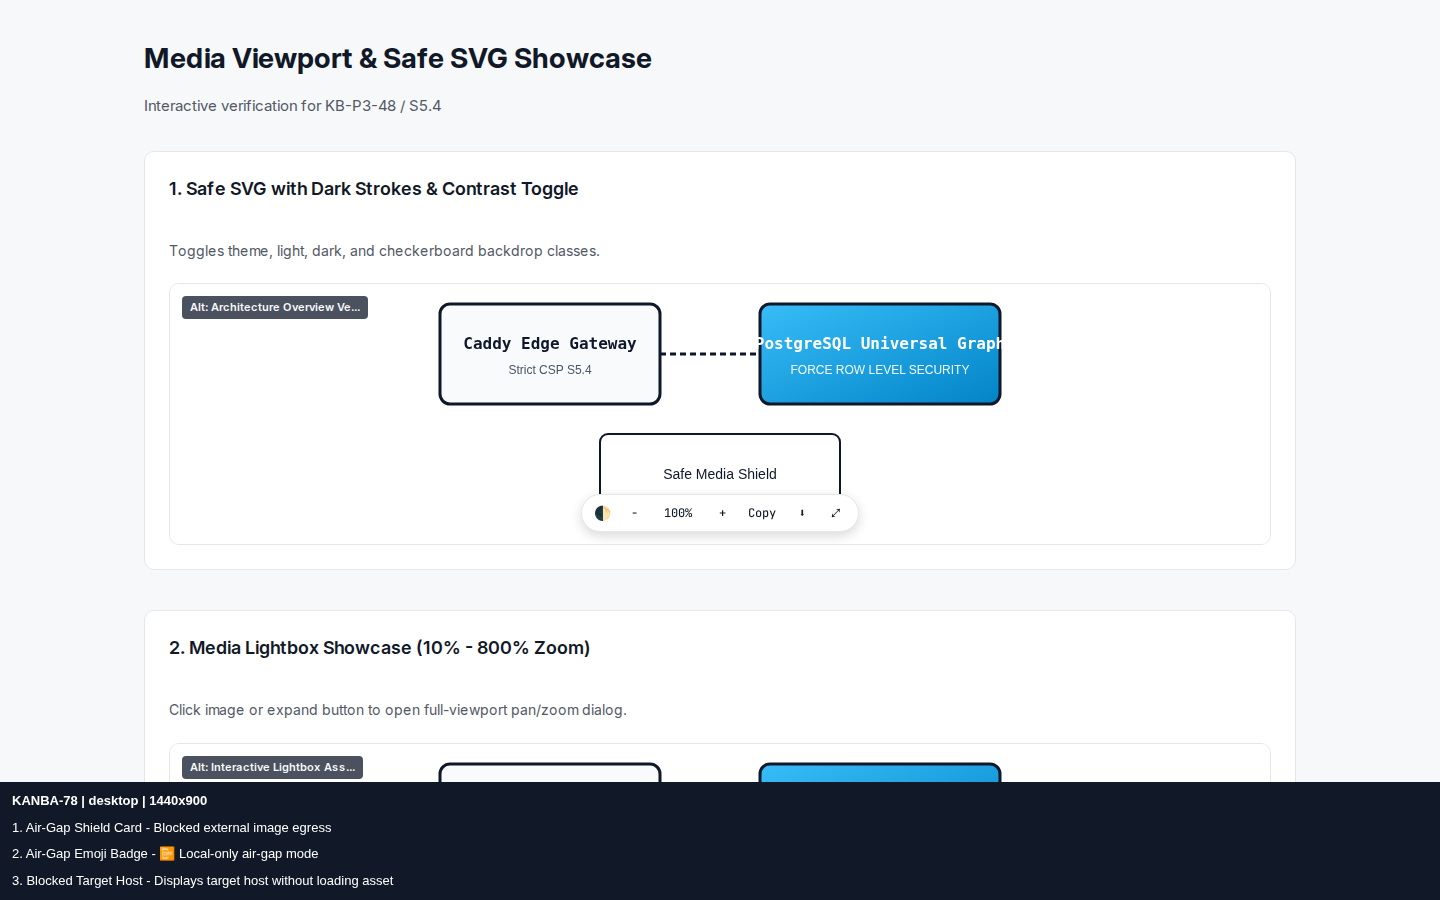 Media Viewport & Safe SVG Showcase
Interactive verification for KB-P3-48 / S5.4
1. Safe SVG with Dark Strokes & Contrast Toggle
Toggles theme, light, dark, and checkerboard backdrop classes.
Alt: Architecture Overview Ve...
Caddy Edge Gateway
Strict CSP S5.4
PostgreSQL Universal Graph
FORCE ROW LEVEL SECURITY
Safe Media Shield
- 100% + Copy
2. Media Lightbox Showcase (10% - 800% Zoom)
Click image or expand button to open full-viewport pan/zoom dialog.
Alt: Interactive Lightbox Ass...
KANBA-78 | desktop | 1440x900
1. Air-Gap Shield Card - Blocked external image egress
2. Air-Gap Emoji Badge - Local-only air-gap mode
3. Blocked Target Host - Displays target host without loading asset